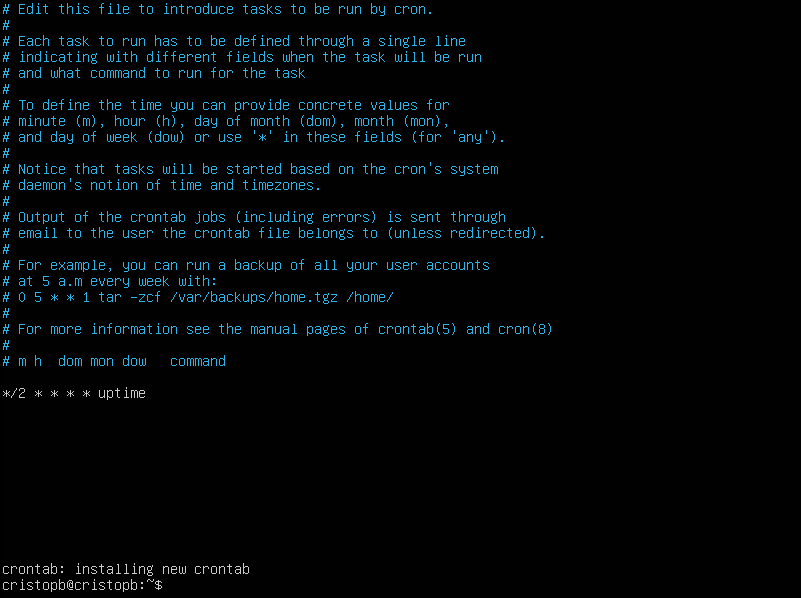 # Edit this file to introduce tasks to be run by cron.
#
# Each task to run has to be defined through a single line
# indicating with different fields when the task will be run
# and what command to run for the task
#
# To define the time you can provide concrete values for
# minute (m), hour (h), day of month (dom), month (mon),
# and day of week (dow) or use '*' in these fields (for 'any').
#
# Notice that tasks will be started based on the cron's system
# daemon's notion of time and timezones.
#
# Output of the crontab jobs (including errors) is sent through
# email to the user the crontab file belongs to (unless redirected).
#
# For example, you can run a backup of all your user accounts
# at 5 a.m every week with:
# 0 5 * * 1 tar -zcf /var/backups/home.tgz /home/
#
# For more information see the manual pages of crontab(5) and cron(8)
#
# m h  dom mon dow   command
*/2 * * * * uptime
crontab: installing new crontab
cristopb@cristopb:~$